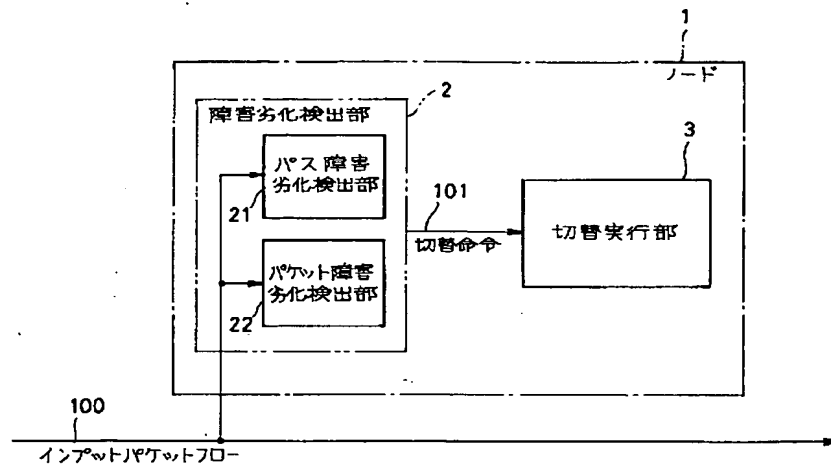 1
ノード
2
障害劣化検出部
3
パス障害
劣化検出部
21
101
切替命令
切替実行部
パケット障害
劣化検出部
22
100
インプットパケットフロー